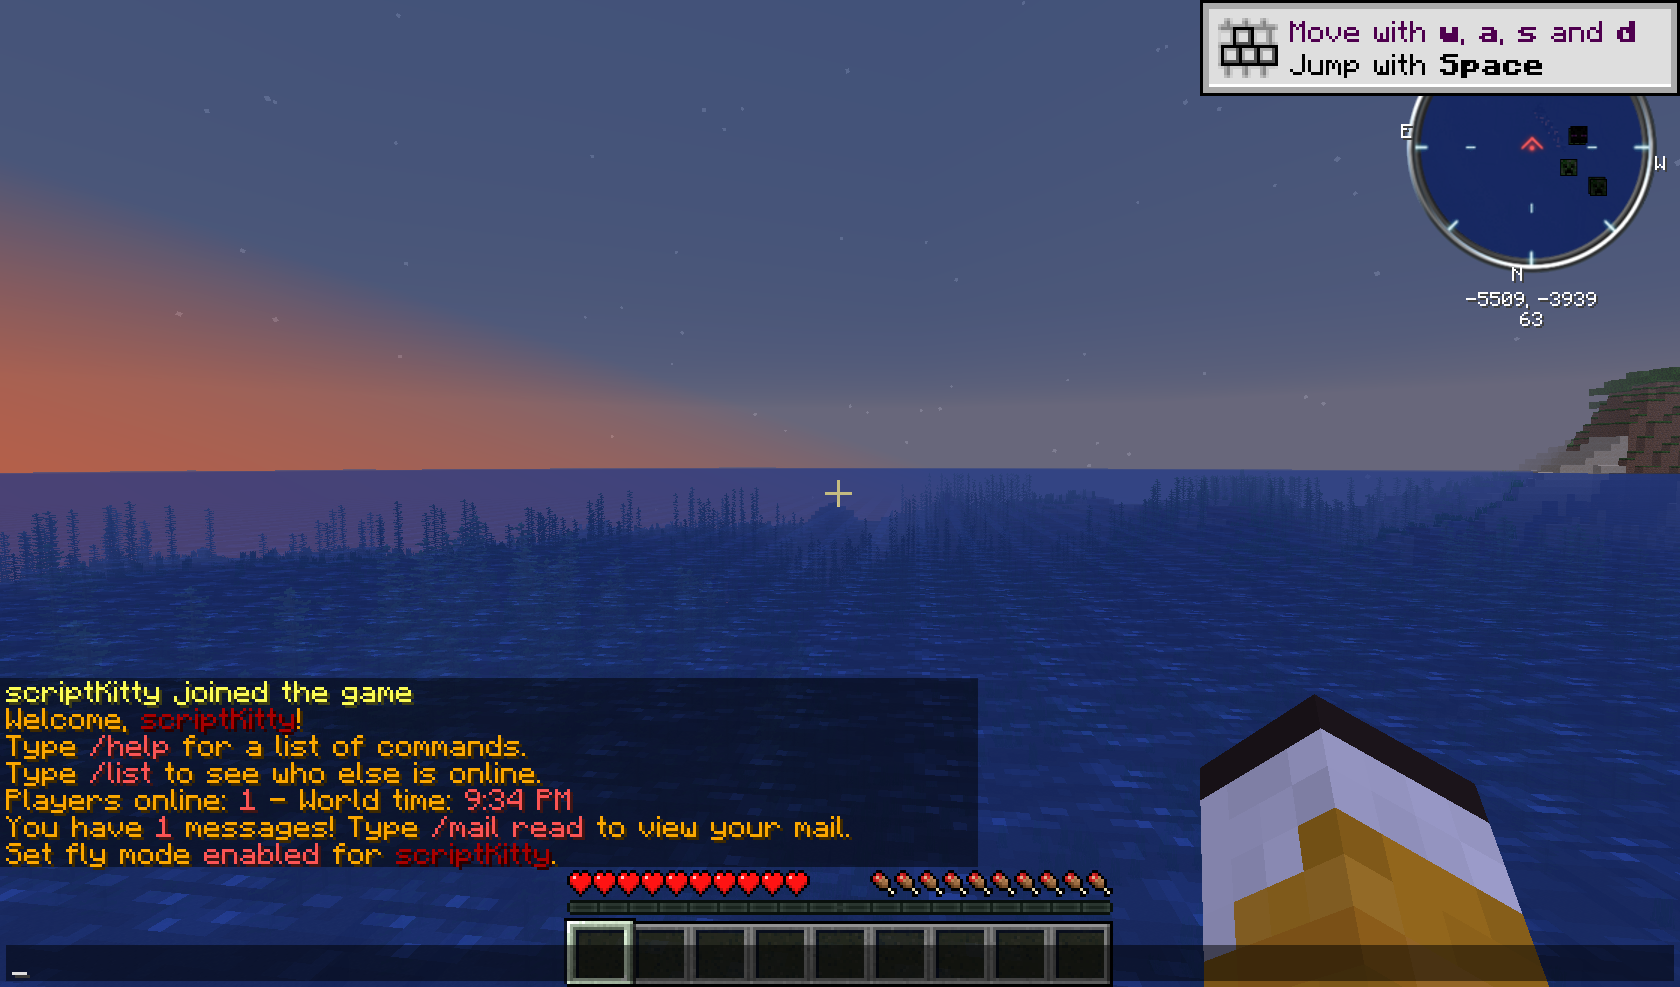 Move with w, a, s and d
Jump with Space
E
W
N
-5509, -3939
63
scriptKitty joined the game
Welcome, scriptKitty!
Type /help for a list of commands.
Type /list to see who else is online.
Players online: 1 - World time: 9:34 PM
You have 1 messages! Type /mail read to view your mail.
Set fly mode enabled for scriptKitty.
_